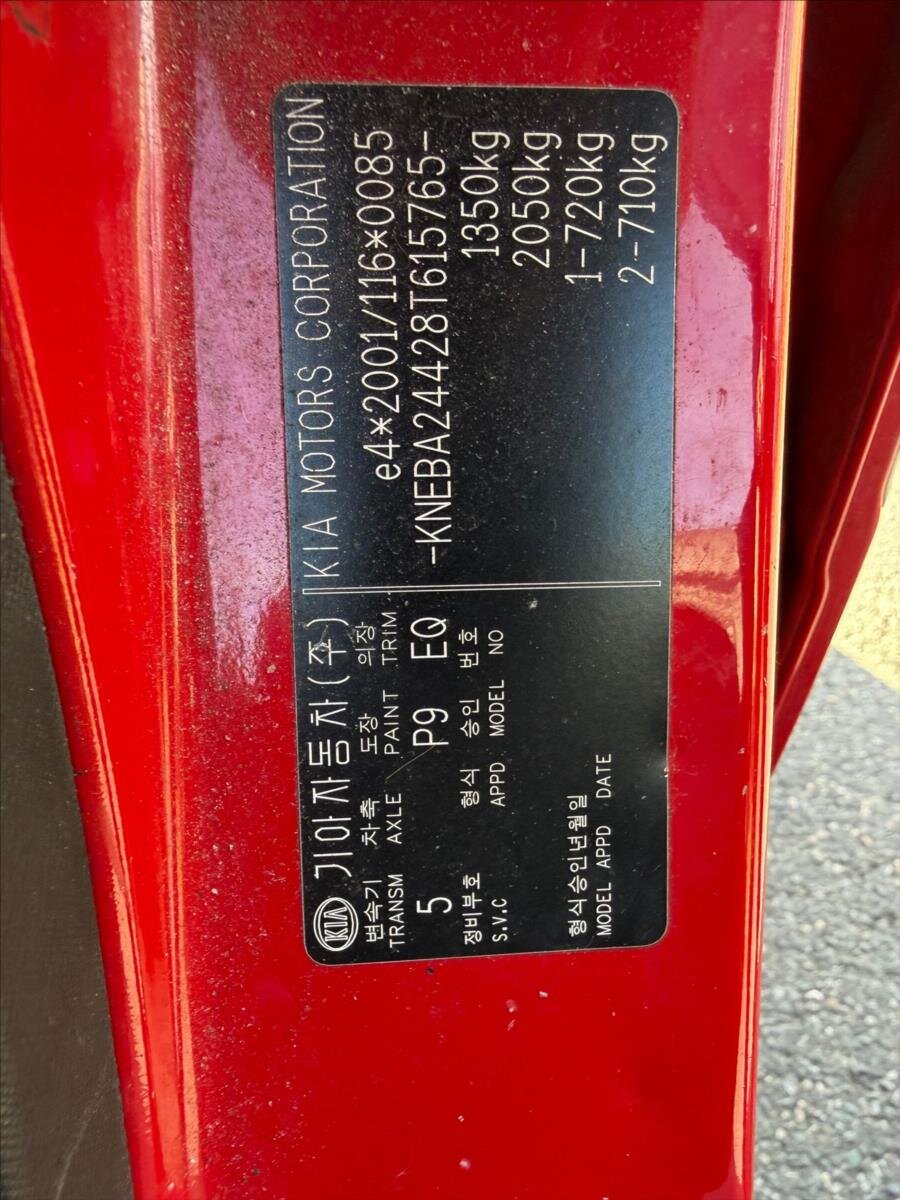 KIA 기아자동차(주) KIA MOTORS CORPORATION
변속기 차축 도장 의장
TRANSM AXLE PAINT TRIM
e4*2001/116*0085
5 P9 EQ
-KNEBA24428T615765-
정비부호 형식 승인 번호
S.V.C APPD MODEL NO
1350kg
2050kg
형식승인년월일
MODEL APPD DATE
1-720kg
2-710kg